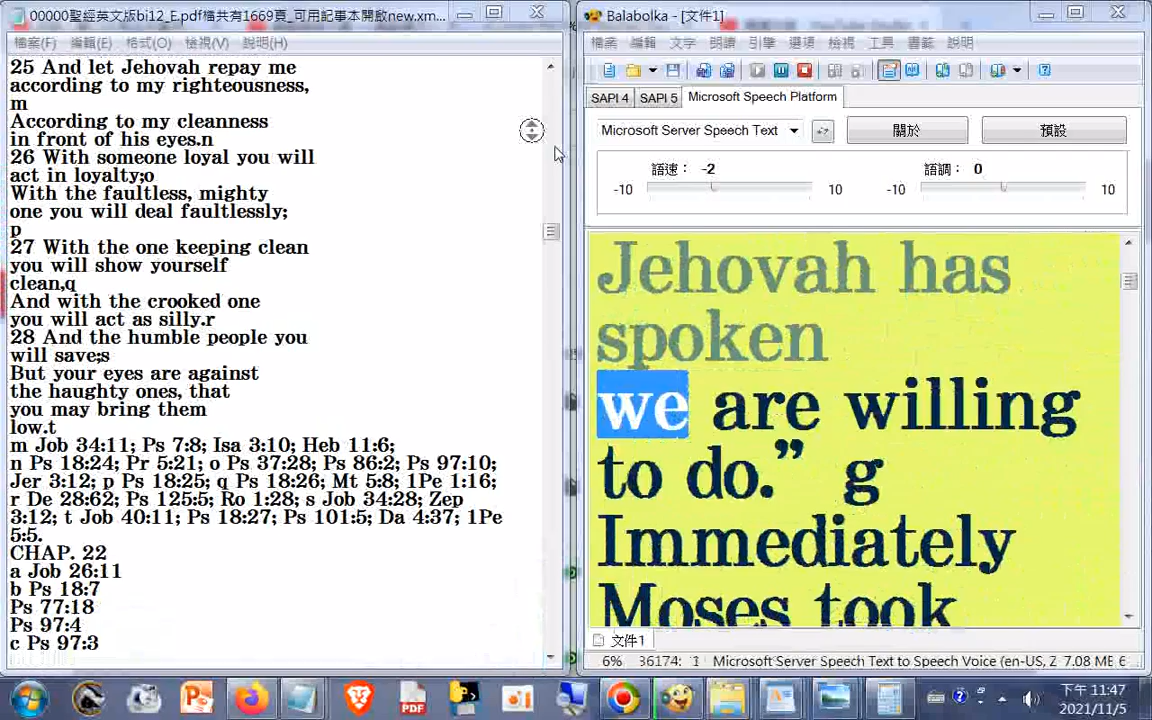 00000聖經英文版bi12_E.pdf檔共有1669頁_可用記事本開啟new.xm...
檔案(F) 編輯(E) 格式(O) 檢視(V) 說明(H)
25 And let Jehovah repay me
according to my righteousness,
m
According to my cleanness
in front of his eyes.n
26 With someone loyal you will
act in loyalty;o
With the faultless, mighty
one you will deal faultlessly;
p
27 With the one keeping clean
you will show yourself
clean,q
And with the crooked one
you will act as silly.r
28 And the humble people you
will save;s
But your eyes are against
the haughty ones, that
you may bring them
low.t
m Job 34:11; Ps 7:8; Isa 3:10; Heb 11:6;
n Ps 18:24; Pr 5:21; o Ps 37:28; Ps 86:2; Ps 97:10;
Jer 3:12; p Ps 18:25; q Ps 18:26; Mt 5:8; 1Pe 1:16;
r De 28:62; Ps 125:5; Ro 1:28; s Job 34:28; Zep
3:12; t Job 40:11; Ps 18:27; Ps 101:5; Da 4:37; 1Pe
5:5.
CHAP. 22
a Job 26:11
b Ps 18:7
Ps 77:18
Ps 97:4
c Ps 97:3
Balabolka - [文件1]
檔案 編輯 文字 朗讀 引擎 選項 檢視 工具 書籤 說明
SAPI 4 SAPI 5 Microsoft Speech Platform
Microsoft Server Speech Text 關於 預設
語速： -2 語調： 0
-10 10 -10 10
Jehovah has
spoken
we are willing
to do.” g
Immediately
Moses took
文件1
6% 36174: 1 Microsoft Server Speech Text to Speech Voice (en-US, Z 7.08 MB 6
PDF
下午 11:47
2021/11/5